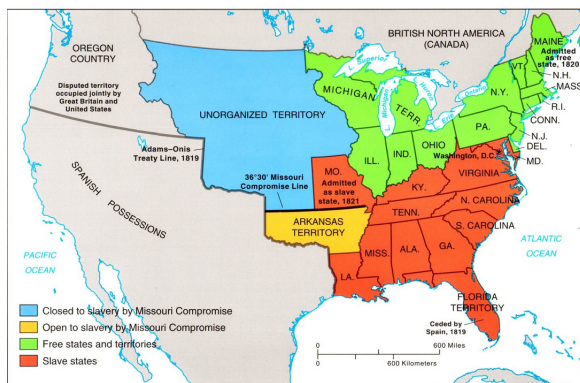 BRITISH NORTH AMERICA
(CANADA)
OREGON
COUNTRY
Disputed territory
occupied jointly by
Great Britain and
United States
MAINE
Admitted
as free
state, 1820
VT.
N.H.
MASS.
L. Superior
L. Michigan
L. Huron
L. Erie
L. Ontario
MICHIGAN
TERR.
N.Y.
R.I.
CONN.
UNORGANIZED TERRITORY
PA.
N.J.
DEL.
MD.
Adams–Onis
Treaty Line, 1819
ILL.
IND.
OHIO
Washington, D.C.
36°30' Missouri
Compromise Line
MO.
Admitted
as slave
state, 1821
KY.
VIRGINIA
SPANISH POSSESSIONS
N. CAROLINA
TENN.
ARKANSAS
TERRITORY
S. CAROLINA
PACIFIC
OCEAN
ATLANTIC
OCEAN
MISS.
ALA.
GA.
LA.
FLORIDA
TERRITORY
Ceded by
Spain, 1819
Closed to slavery by Missouri Compromise
Open to slavery by Missouri Compromise
Free states and territories
Slave states
0
600 Miles
0
600 Kilometers